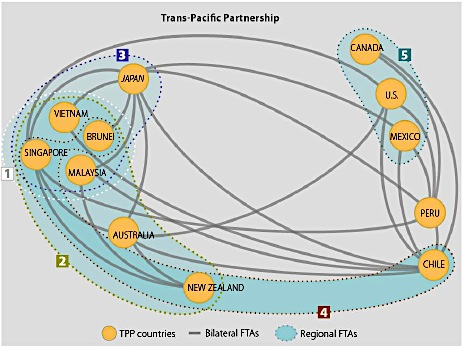 Trans-Pacific Partnership
CANADA
5
3
JAPAN
U.S.
VIETNAM
BRUNEI
MEXICO
SINGAPORE
MALAYSIA
1
PERU
AUSTRALIA
2
CHILE
NEW ZEALAND
4
TPP countries
Bilateral FTAs
Regional FTAs